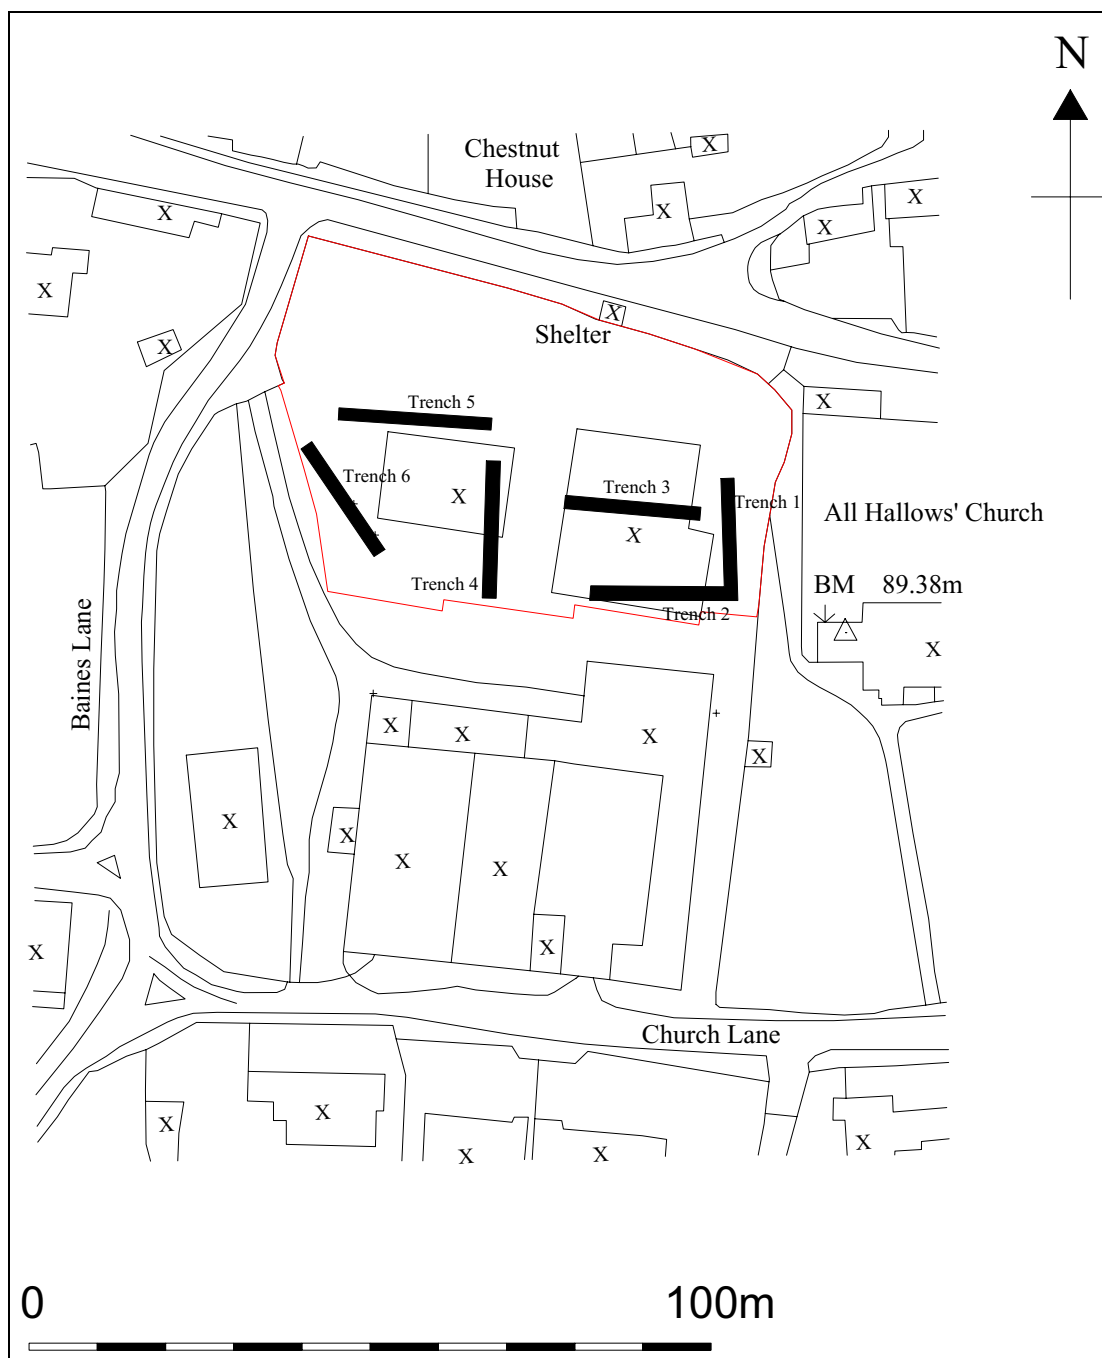 N
Chestnut
House
X
X
X
X
X
X
X
X
Shelter
X
X
Trench 5
Trench 6
X
Trench 3
Trench 1
X
All Hallows' Church
Trench 4
BM 89.38m
Trench 2
Baines Lane
X
X
X
X
X
X
X
X
X
X
X
X
Church Lane
X
X
X
X
X
0
100m